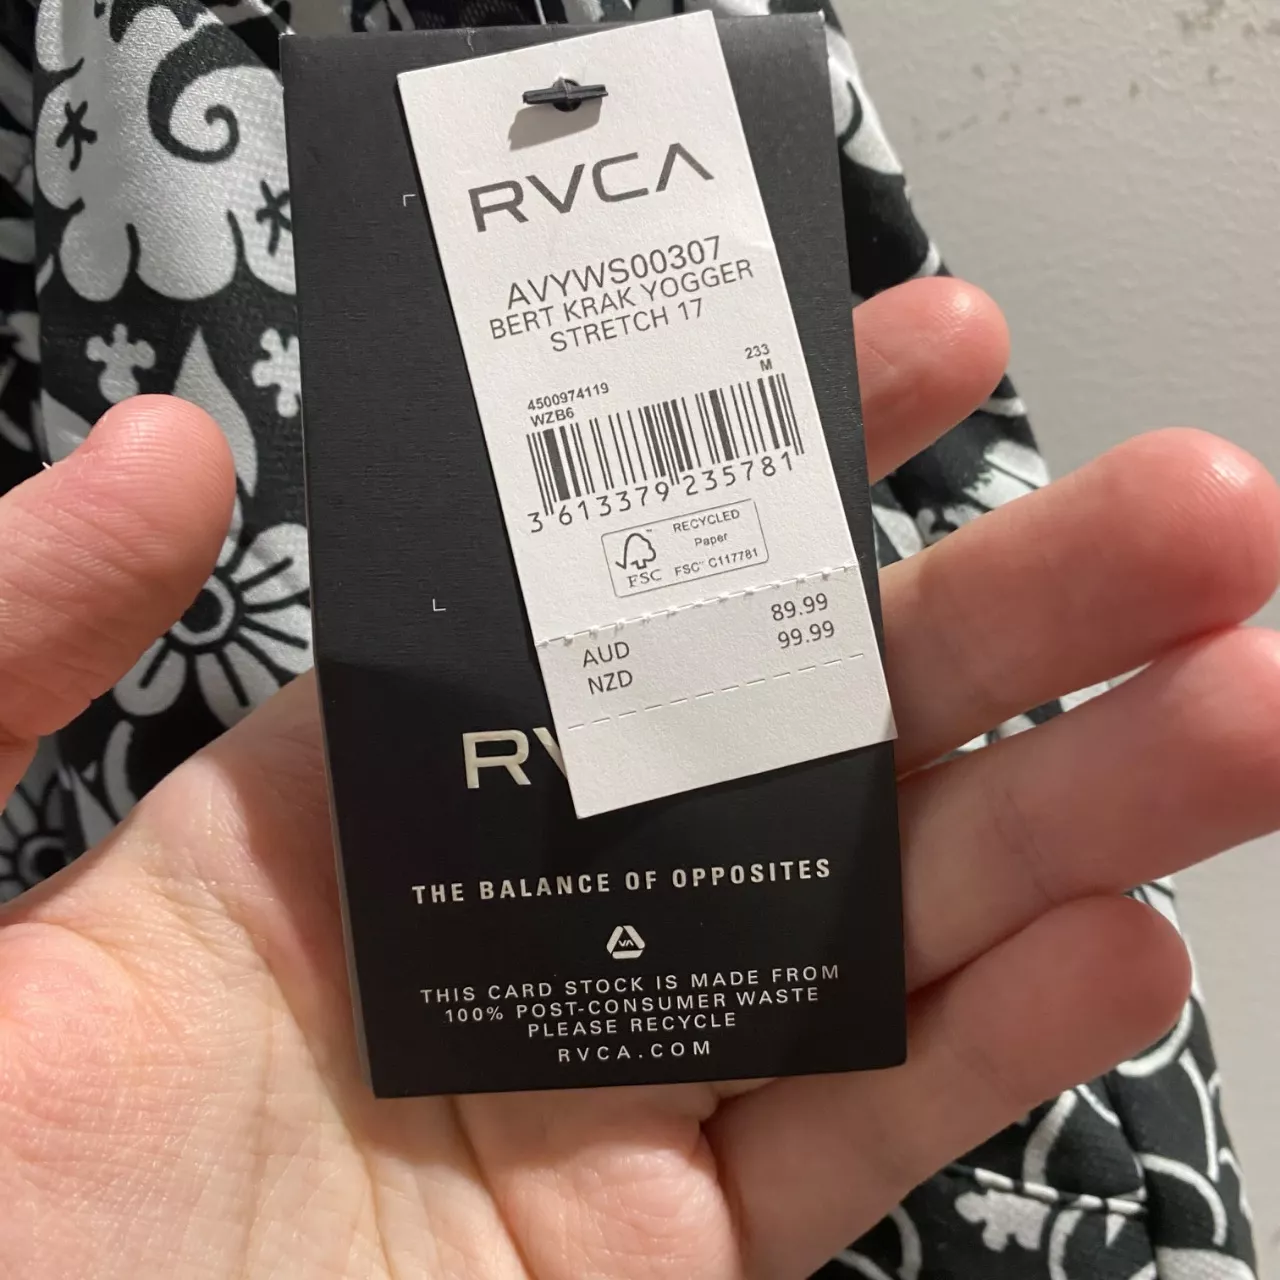 RVCA
AVYWS00307
BERT KRAK YOGGER
STRETCH 17
233
M
4500974119
WZB6
3 613379 235781
RECYCLED
Paper
FSC™ C117781
FSC
AUD 89.99
NZD 99.99
RV
THE BALANCE OF OPPOSITES
VA
THIS CARD STOCK IS MADE FROM
100% POST-CONSUMER WASTE
PLEASE RECYCLE
RVCA.COM